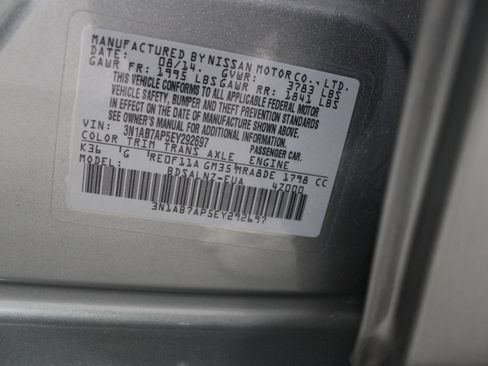 MANUFACTURED BY NISSAN MOTOR CO., LTD.
DATE: 08/14 GVWR: 3783 LBS
GAWR FR: 1995 LBS GAWR RR: 1841 LBS
THIS VEHICLE CONFORMS TO ALL APPLICABLE FEDERAL MOTOR
VEHICLE SAFETY, BUMPER AND THEFT PREVENTION STANDARDS
IN EFFECT ON THE DATE OF MANUFACTURE SHOWN ABOVE.
SEE OWNER'S MANUAL FOR ADDITIONAL INFORMATION.
VIN: 3N1AB7AP5EY292697 PASSENGER CAR
COLOR TRIM TRANS AXLE ENGINE
K36 G RE0F11A GM35 MRA8DE 1798 CC
MODEL: BDSALNZ-EUA 47000
3N1AB7AP5EY292697